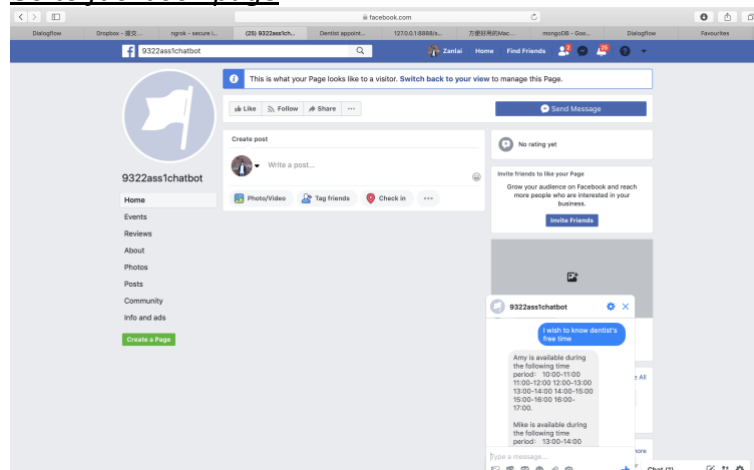 facebook.com
Dialogflow
Dropbox - 提交...
ngrok - secure i...
(25) 9322ass1ch...
Dentist appoint...
127.0.0.1:8888/s...
方便好用的Mac...
mongoDB - Goo...
Dialogflow
Favourites
9322ass1chatbot
Zanlai Home Find Friends
This is what your Page looks like to a visitor. Switch back to your view to manage this Page.
Like Follow Share ...
Send Message
Create post
Write a post...
Photo/Video Tag friends Check in ...
9322ass1chatbot
Home
Events
Reviews
About
Photos
Posts
Community
Info and ads
Create a Page
No rating yet
Invite friends to like your Page
Grow your audience on Facebook and reach
more people who are interested in your
business.
Invite Friends
9322ass1chatbot
I wish to know dentist's
free time
Amy is available during
the following time
period: 10:00-11:00
11:00-12:00 12:00-13:00
13:00-14:00 14:00-15:00
15:00-16:00 16:00-
17:00.
Mike is available during
the following time
period: 13:00-14:00
Type a message...